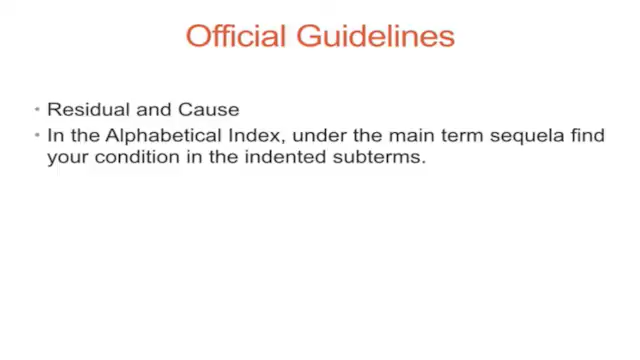 Official Guidelines
• Residual and Cause
• In the Alphabetical Index, under the main term sequela find
your condition in the indented subterms.